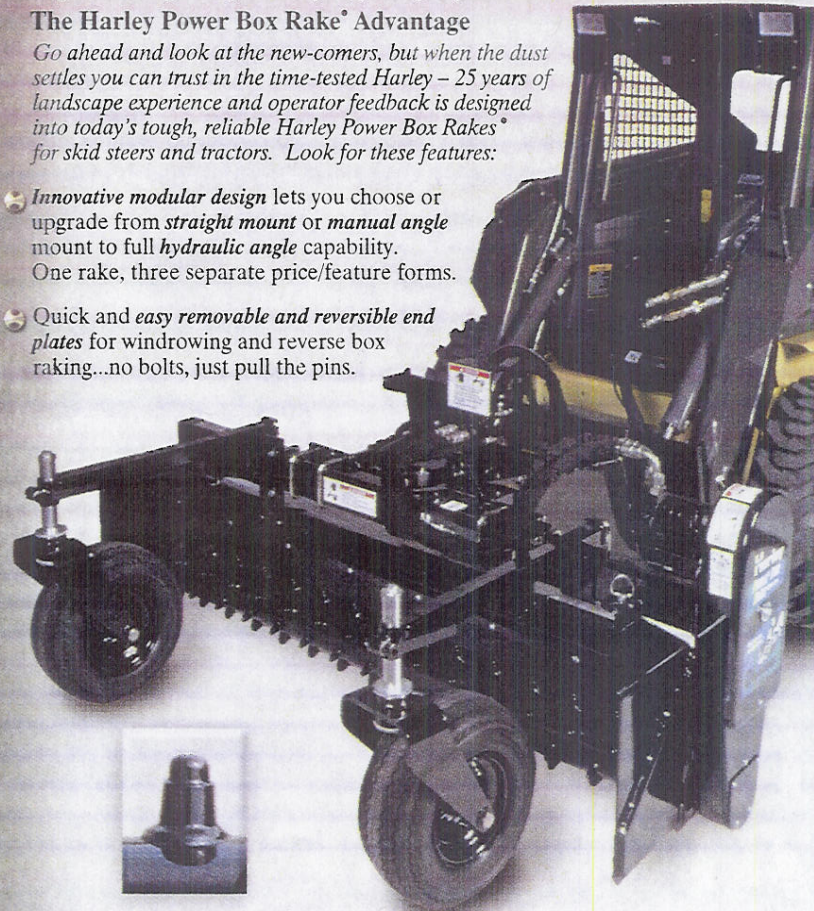 The Harley Power Box Rake® Advantage
Go ahead and look at the new-comers, but when the dust
settles you can trust in the time-tested Harley – 25 years of
landscape experience and operator feedback is designed
into today's tough, reliable Harley Power Box Rakes®
for skid steers and tractors. Look for these features:
Innovative modular design lets you choose or
upgrade from straight mount or manual angle
mount to full hydraulic angle capability.
One rake, three separate price/feature forms.
Quick and easy removable and reversible end
plates for windrowing and reverse box
raking...no bolts, just pull the pins.
Harley